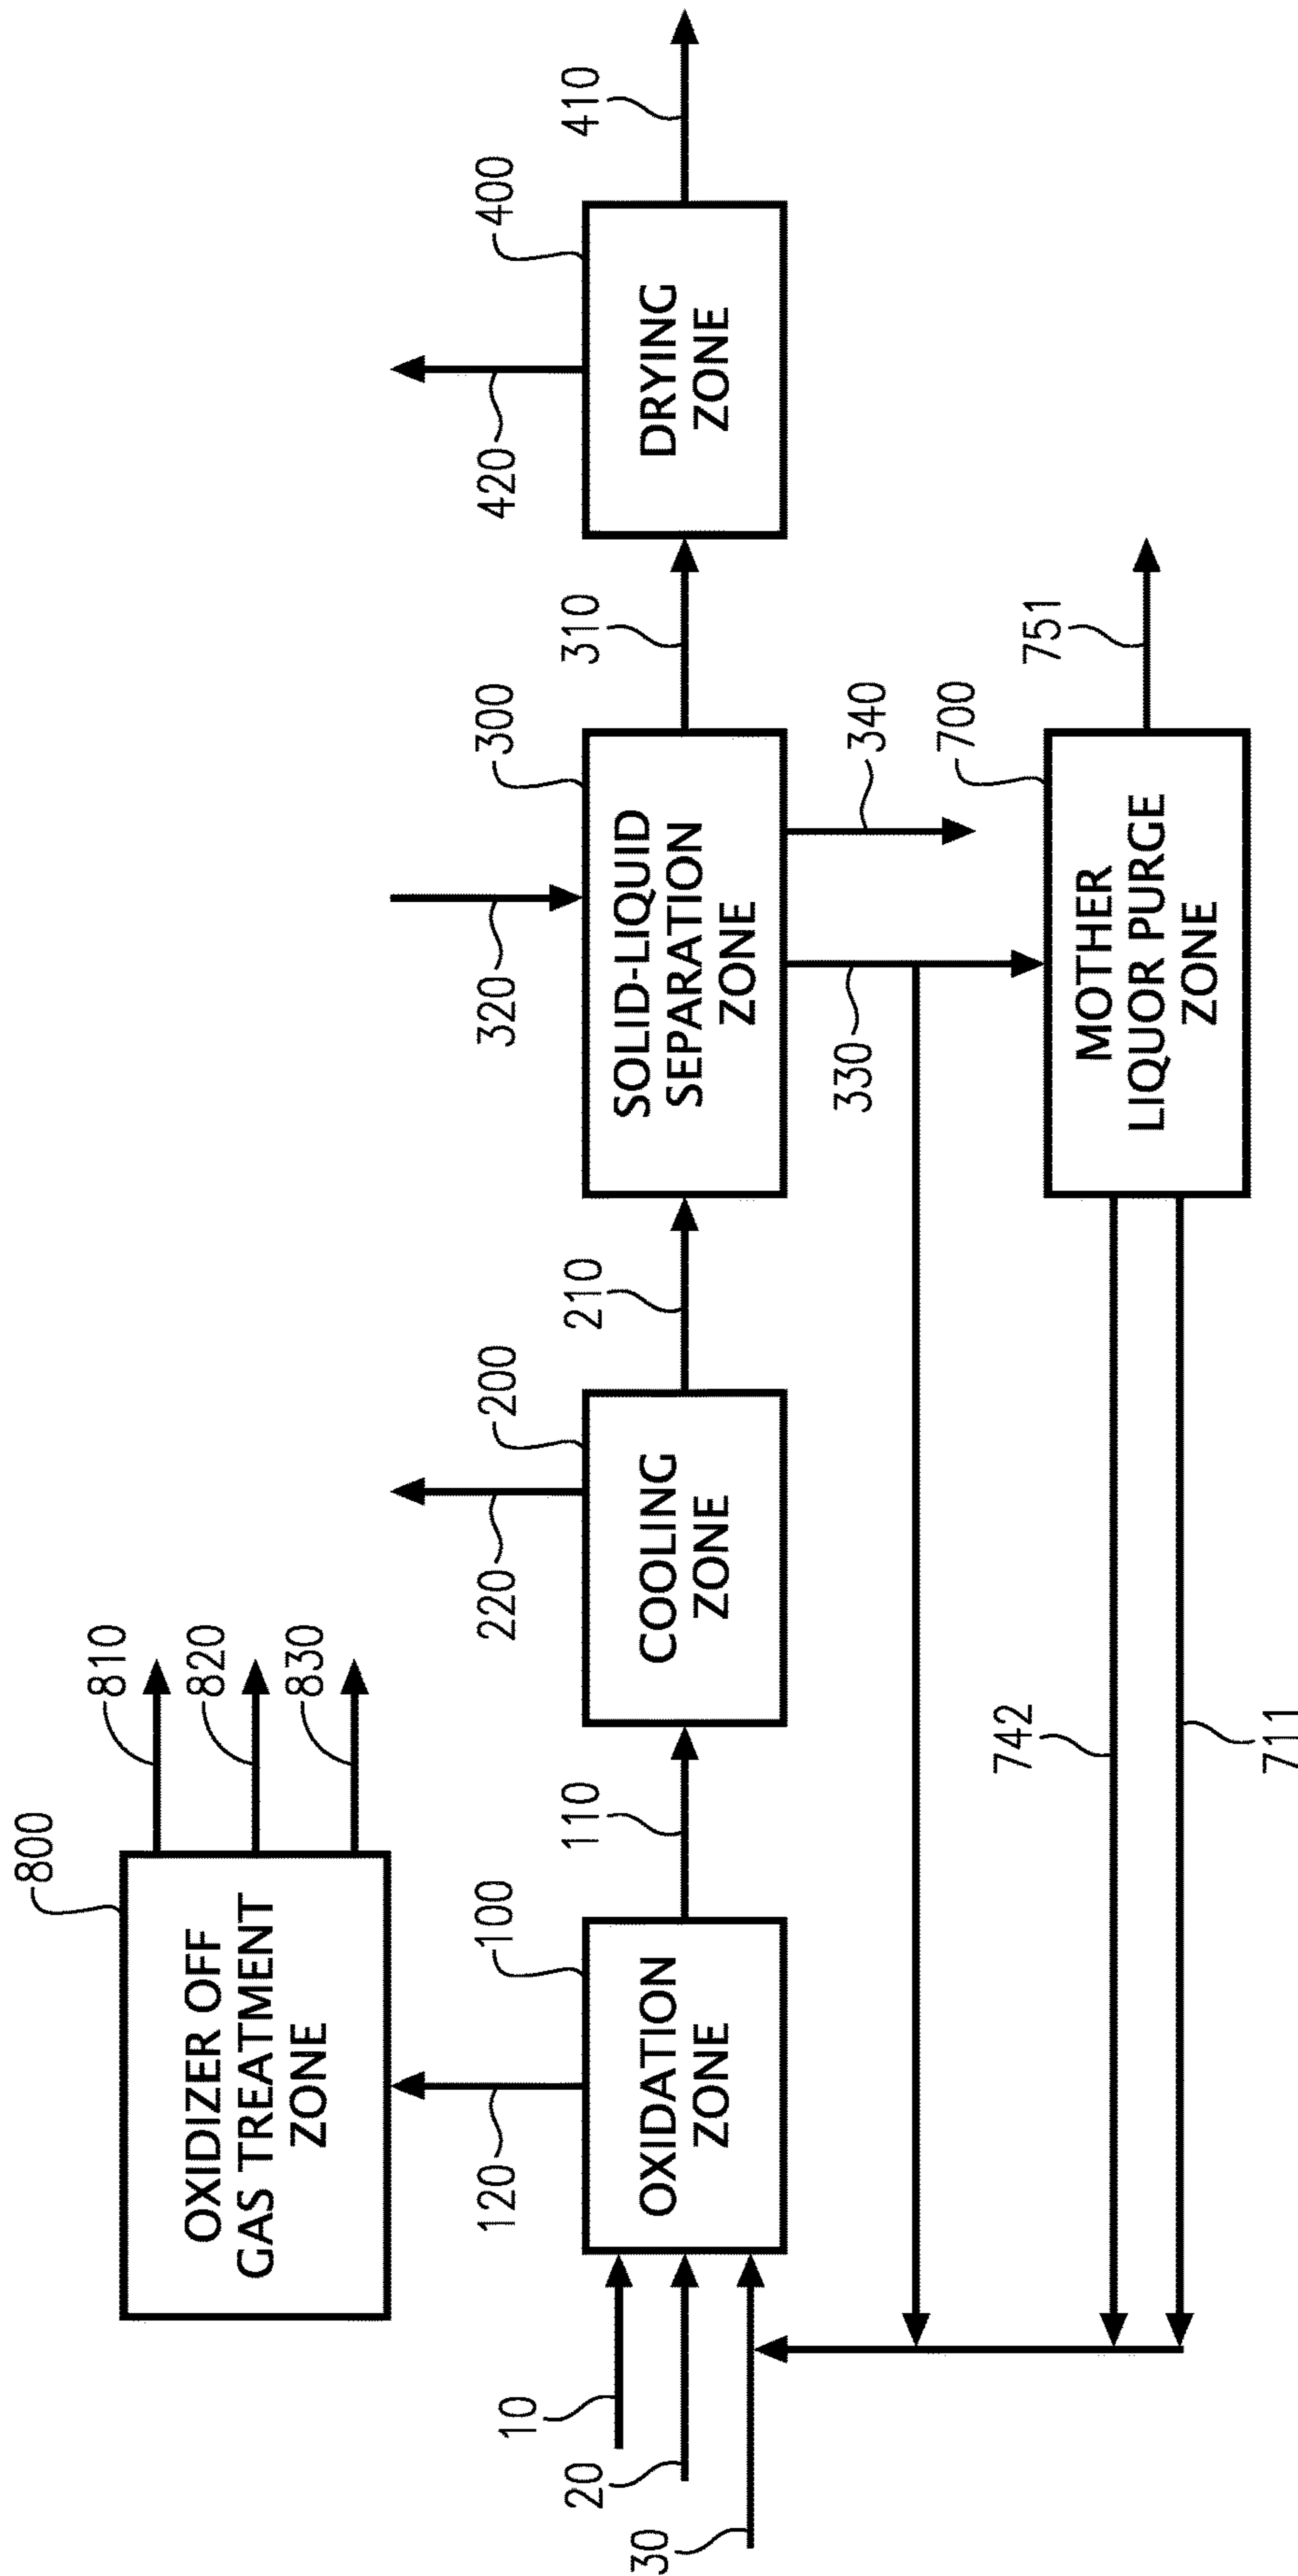 800
OXIDIZER OFF
GAS TREATMENT
ZONE
810
820
830
120
100
220
200
320
300
420
400
10
20
30
OXIDATION
ZONE
110
COOLING
ZONE
210
SOLID-LIQUID
SEPARATION
ZONE
310
DRYING
ZONE
410
330
340
742
711
700
MOTHER
LIQUOR PURGE
ZONE
751